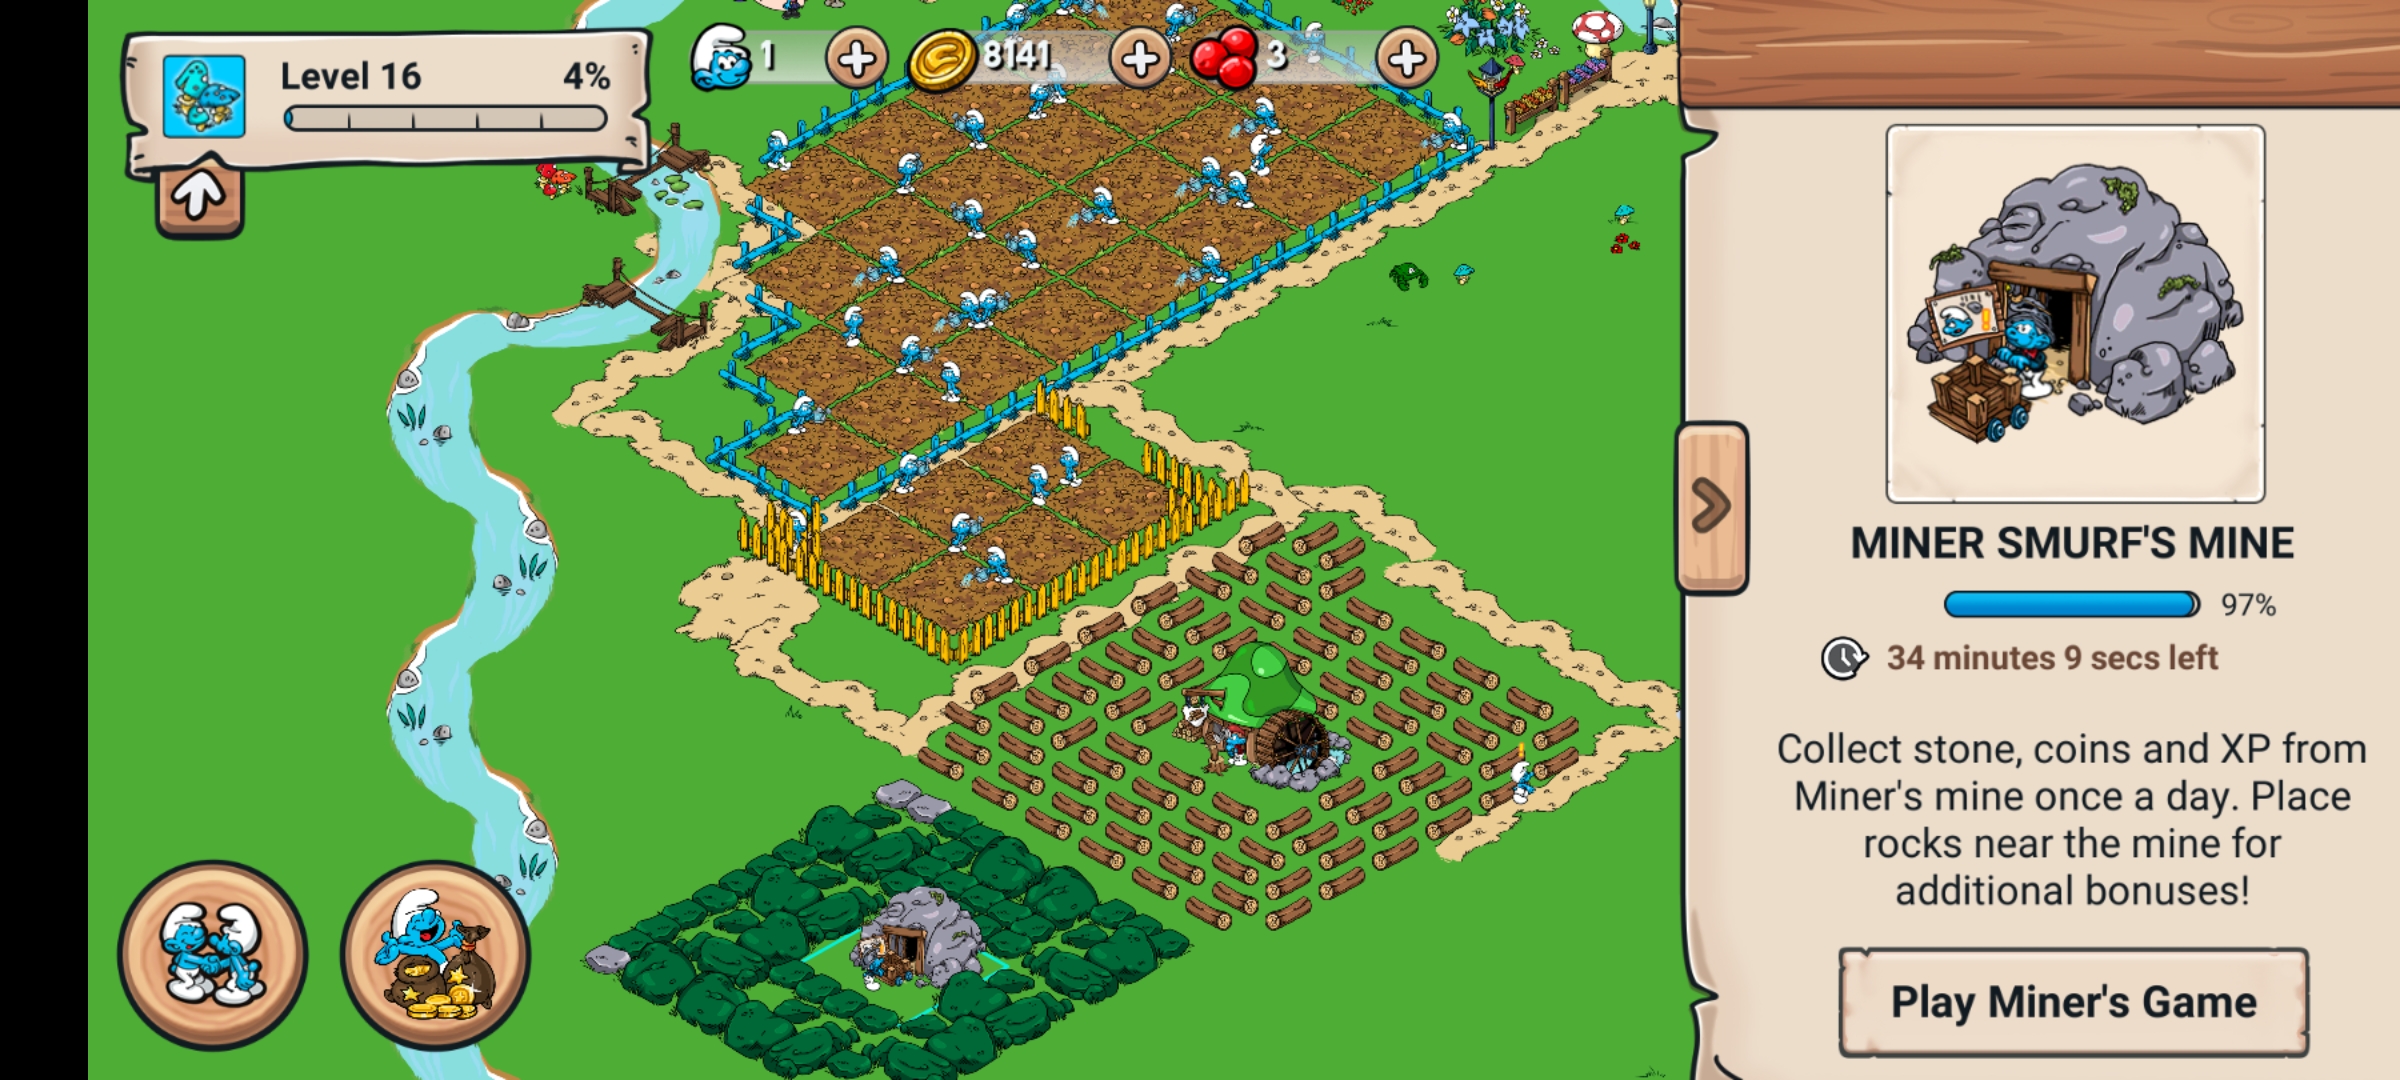 Level 16 4%
1 8141 3
MINER SMURF'S MINE
97%
34 minutes 9 secs left
Collect stone, coins and XP from
Miner's mine once a day. Place
rocks near the mine for
additional bonuses!
Play Miner's Game